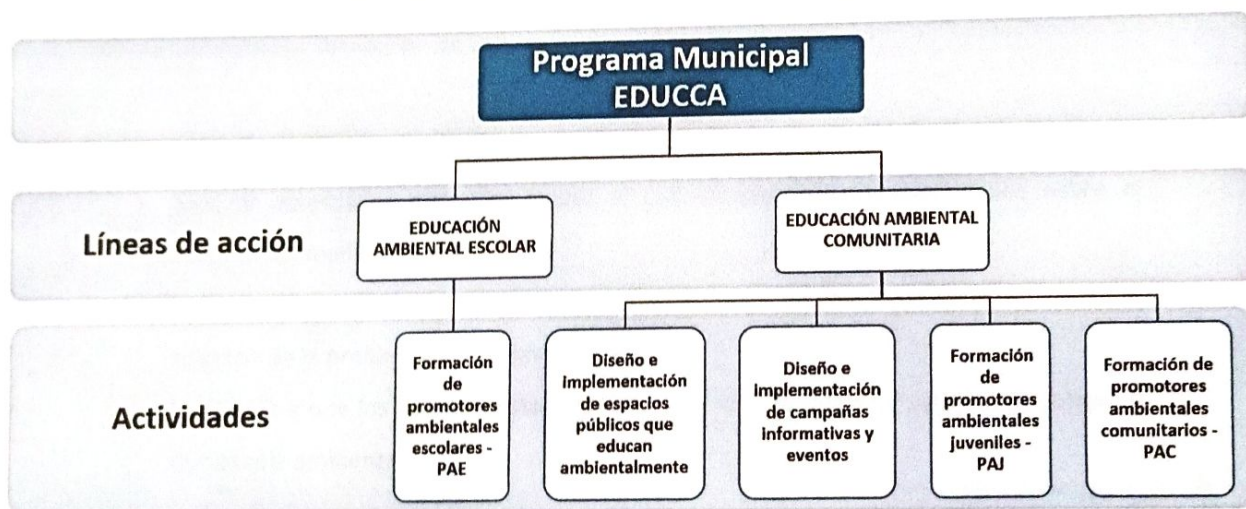 Programa Municipal
EDUCCA
Líneas de acción
EDUCACIÓN
AMBIENTAL ESCOLAR
EDUCACIÓN AMBIENTAL
COMUNITARIA
Actividades
Formación
de
promotores
ambientales
escolares -
PAE
Diseño e
implementación
de espacios
públicos que
educan
ambientalmente
Diseño e
implementación
de campañas
informativas y
eventos
Formación
de
promotores
ambientales
juveniles -
PAJ
Formación de
promotores
ambientales
comunitarios -
PAC